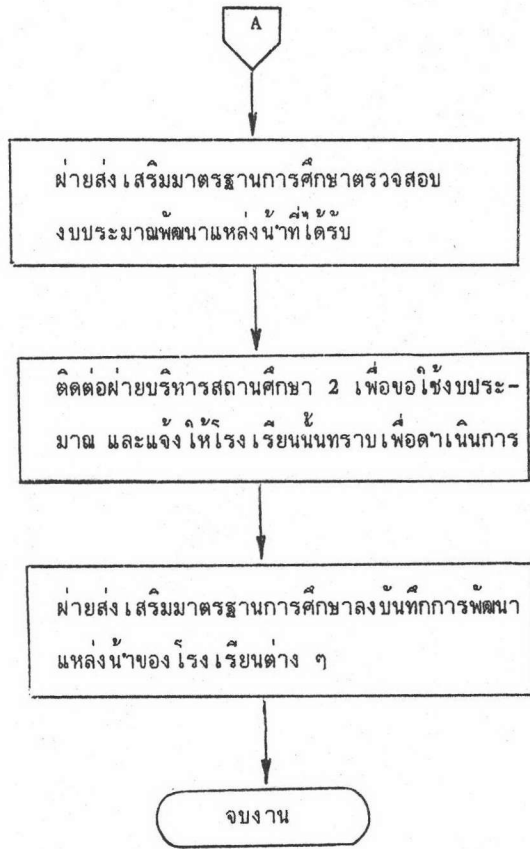 A
ฝ่ายส่งเสริมมาตรฐานการศึกษาตรวจสอบ
งบประมาณพัฒนาแหล่งน้ำที่ได้รับ
ติดต่อฝ่ายบริหารสถานศึกษา 2 เพื่อขอใช้งบประ-
มาณ และแจ้งให้โรงเรียนนั้นทราบเพื่อดำเนินการ
ฝ่ายส่งเสริมมาตรฐานการศึกษาลงบันทึกการพัฒนา
แหล่งน้ำของโรงเรียนต่าง ๆ
จบงาน